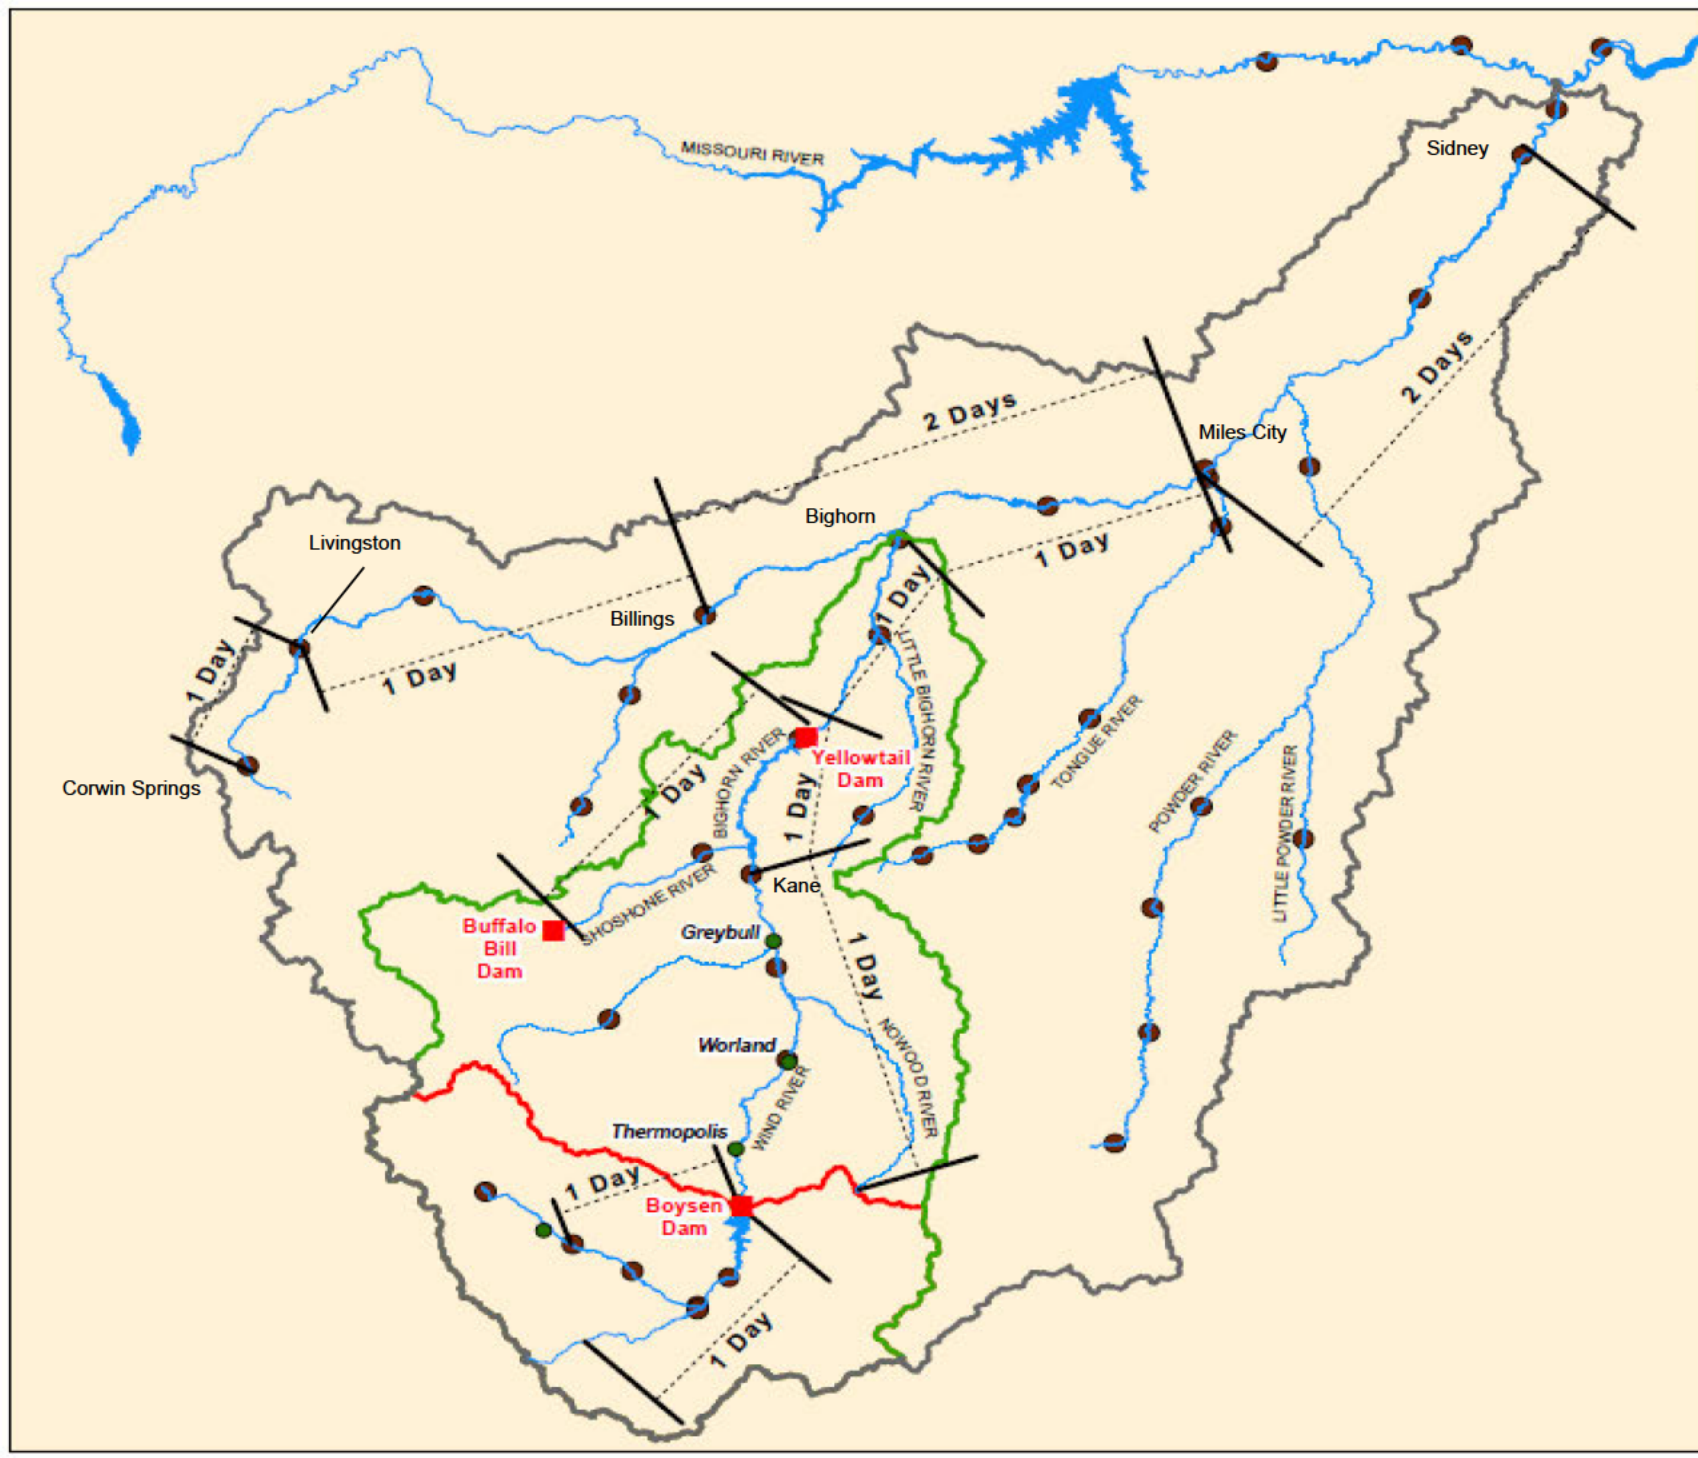 MISSOURI RIVER
Sidney
2 Days
2 Days
Miles City
Bighorn
Livingston
1 Day
1 Day
Billings
1 Day
1 Day
LITTLE BIGHORN RIVER
1 Day
Corwin Springs
BIGHORN RIVER
Yellowtail
Dam
TONGUE RIVER
POWDER RIVER
LITTLE POWDER RIVER
1 Day
1 Day
Kane
SHOSHONE RIVER
Buffalo
Bill
Dam
Greybull
1 Day
NOWOOD RIVER
Worland
WIND RIVER
Thermopolis
1 Day
Boysen
Dam
1 Day